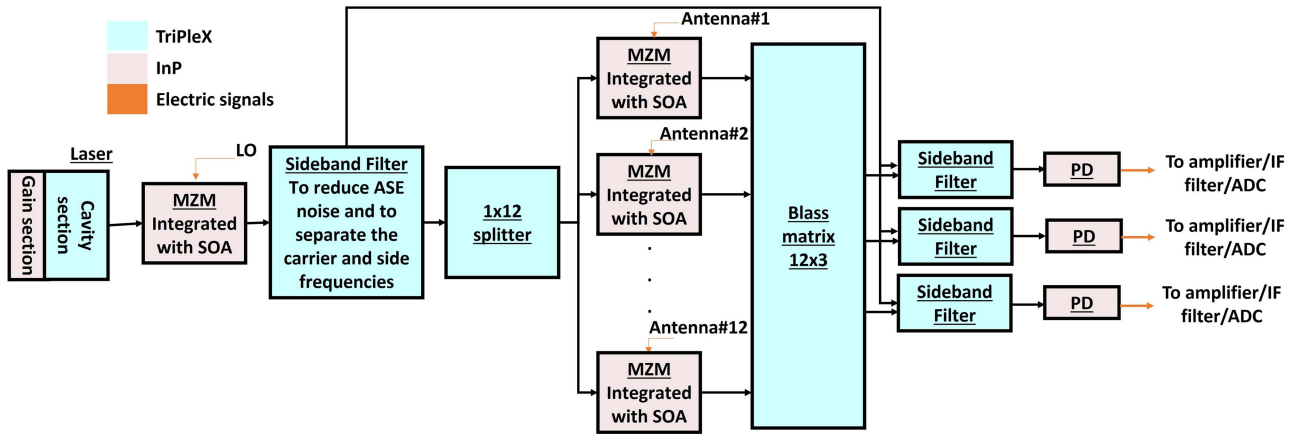 TriPleX
InP
Electric signals
Laser
Gain section
Cavity
section
LO
MZM
Integrated
with SOA
Sideband Filter
To reduce ASE
noise and to
separate the
carrier and side
frequencies
1x12
splitter
Antenna#1
MZM
Integrated
with SOA
Antenna#2
MZM
Integrated
with SOA
.
.
.
Antenna#12
MZM
Integrated
with SOA
Blass
matrix
12x3
Sideband
Filter
PD
To amplifier/IF
filter/ADC
Sideband
Filter
PD
To amplifier/IF
filter/ADC
Sideband
Filter
PD
To amplifier/IF
filter/ADC